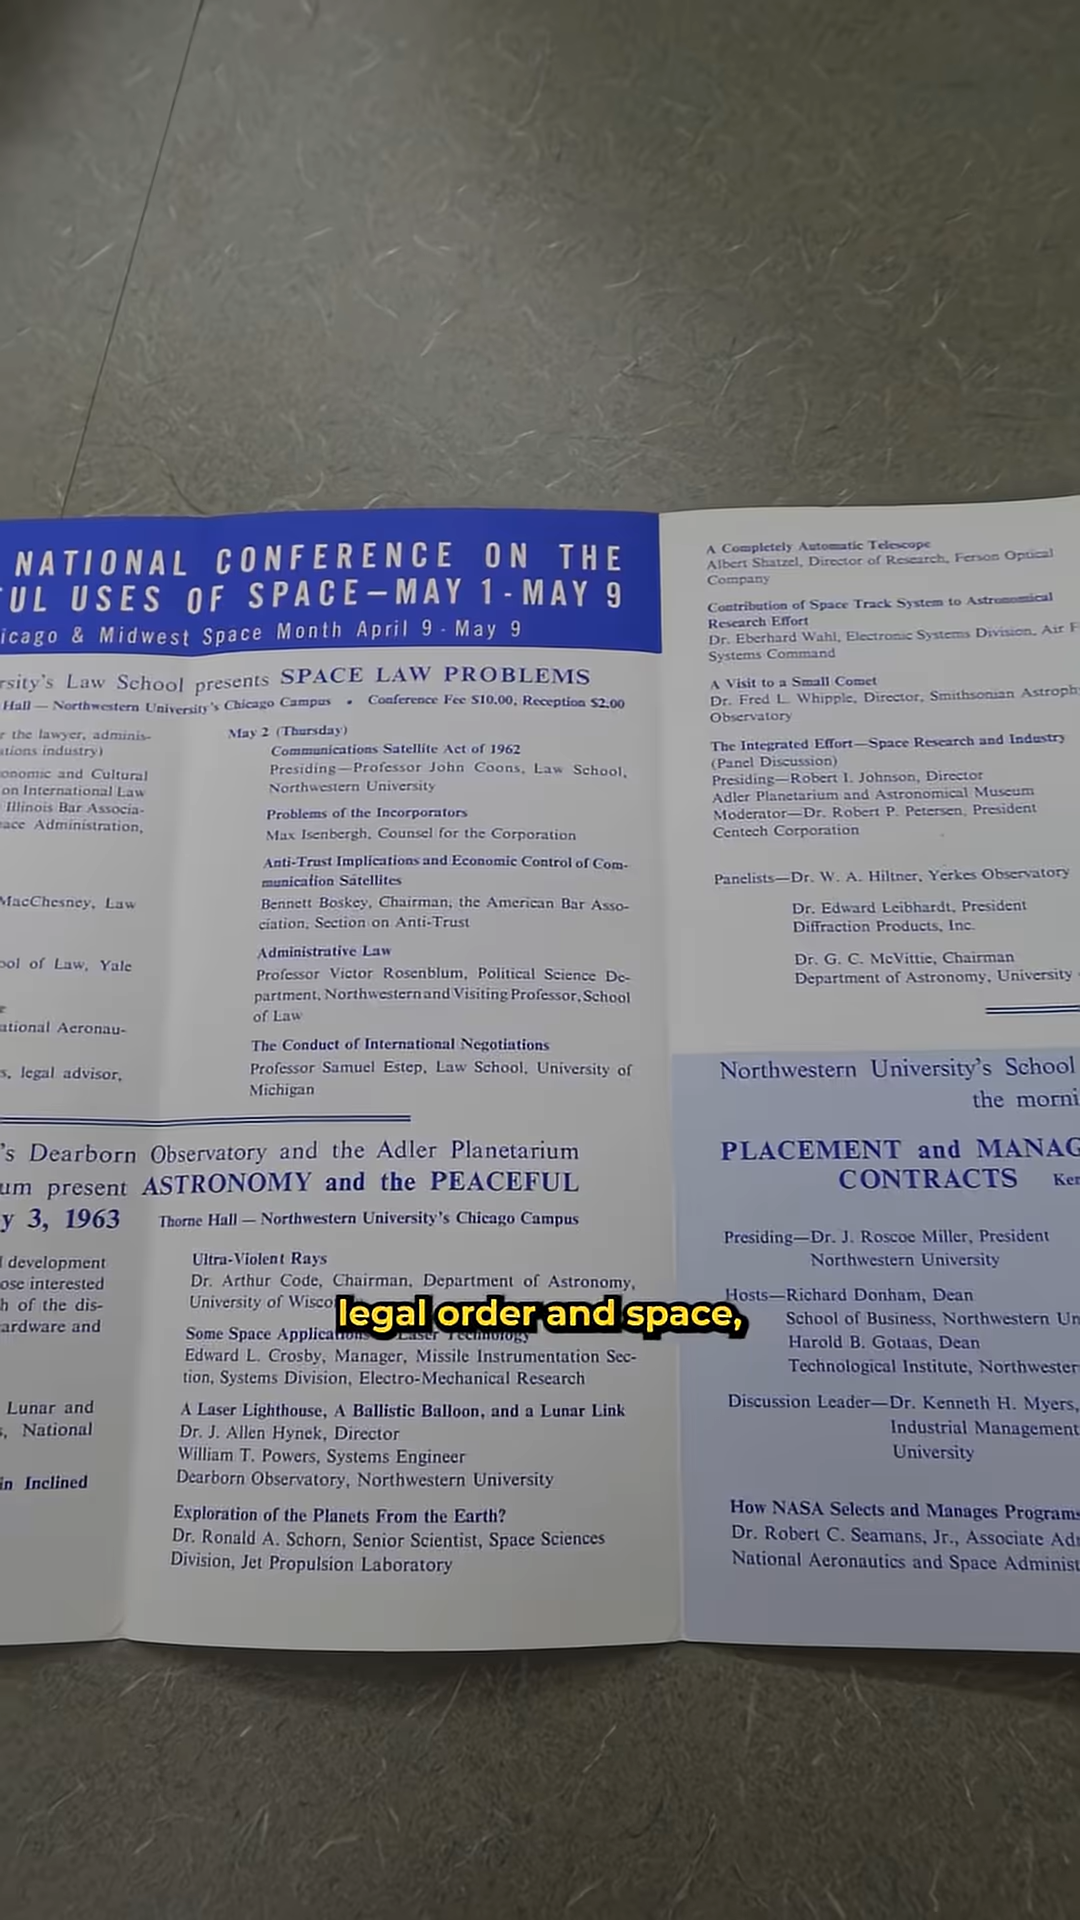 NATIONAL CONFERENCE ON THE
UL USES OF SPACE—MAY 1 - MAY 9
icago & Midwest Space Month April 9 - May 9
rsity's Law School presents SPACE LAW PROBLEMS
Hall — Northwestern University's Chicago Campus • Conference Fee $10.00, Reception $2.00
r the lawyer, adminis-
ations industry)
onomic and Cultural
on International Law
Illinois Bar Associa-
ace Administration,
MacChesney, Law
ool of Law, Yale
ational Aeronau-
s, legal advisor,
May 2 (Thursday)
Communications Satellite Act of 1962
Presiding—Professor John Coons, Law School,
Northwestern University
Problems of the Incorporators
Max Isenbergh, Counsel for the Corporation
Anti-Trust Implications and Economic Control of Com-
munication Satellites
Bennett Boskey, Chairman, the American Bar Asso-
ciation, Section on Anti-Trust
Administrative Law
Professor Victor Rosenblum, Political Science De-
partment, Northwestern and Visiting Professor, School
of Law
The Conduct of International Negotiations
Professor Samuel Estep, Law School, University of
Michigan
's Dearborn Observatory and the Adler Planetarium
um present ASTRONOMY and the PEACEFUL
y 3, 1963 Thorne Hall — Northwestern University's Chicago Campus
l development
ose interested
h of the dis-
ardware and
Lunar and
s, National
in Inclined
Ultra-Violent Rays
Dr. Arthur Code, Chairman, Department of Astronomy,
University of Wisco
legal order and space,
Some Space Applications Laser Technology
Edward L. Crosby, Manager, Missile Instrumentation Sec-
tion, Systems Division, Electro-Mechanical Research
A Laser Lighthouse, A Ballistic Balloon, and a Lunar Link
Dr. J. Allen Hynek, Director
William T. Powers, Systems Engineer
Dearborn Observatory, Northwestern University
Exploration of the Planets From the Earth?
Dr. Ronald A. Schorn, Senior Scientist, Space Sciences
Division, Jet Propulsion Laboratory
A Completely Automatic Telescope
Albert Shatzel, Director of Research, Ferson Optical
Company
Contribution of Space Track System to Astronomical
Research Effort
Dr. Eberhard Wahl, Electronic Systems Division, Air F
Systems Command
A Visit to a Small Comet
Dr. Fred L. Whipple, Director, Smithsonian Astroph
Observatory
The Integrated Effort—Space Research and Industry
(Panel Discussion)
Presiding—Robert I. Johnson, Director
Adler Planetarium and Astronomical Museum
Moderator—Dr. Robert P. Petersen, President
Centech Corporation
Panelists—Dr. W. A. Hiltner, Yerkes Observatory
Dr. Edward Leibhardt, President
Diffraction Products, Inc.
Dr. G. C. McVittie, Chairman
Department of Astronomy, University
Northwestern University's School
the morni
PLACEMENT and MANAG
CONTRACTS Ker
Presiding—Dr. J. Roscoe Miller, President
Northwestern University
Hosts—Richard Donham, Dean
School of Business, Northwestern Un
Harold B. Gotaas, Dean
Technological Institute, Northwester
Discussion Leader—Dr. Kenneth H. Myers,
Industrial Management
University
How NASA Selects and Manages Programs
Dr. Robert C. Seamans, Jr., Associate Ad
National Aeronautics and Space Administ